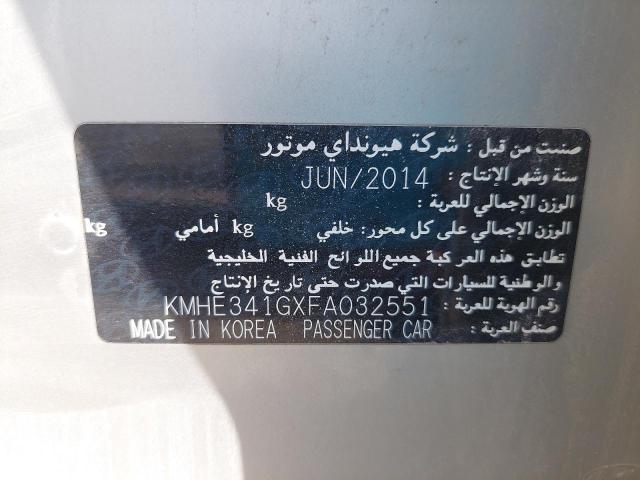 صنعت من قبل : شركة هيونداي موتور
سنة وشهر الإنتاج : JUN/2014
الوزن الإجمالي للعربة : kg
الوزن الإجمالي على كل محور: خلفي kg أمامي kg
تطابق هذه العركبة جميع اللوائح الفنية الخليجية
والوطنية للسيارات التي صدرت حتى تاريخ الإنتاج
رقم الهوية للعربة : KMHE341GXFA032551
صنف العربة : MADE IN KOREA PASSENGER CAR